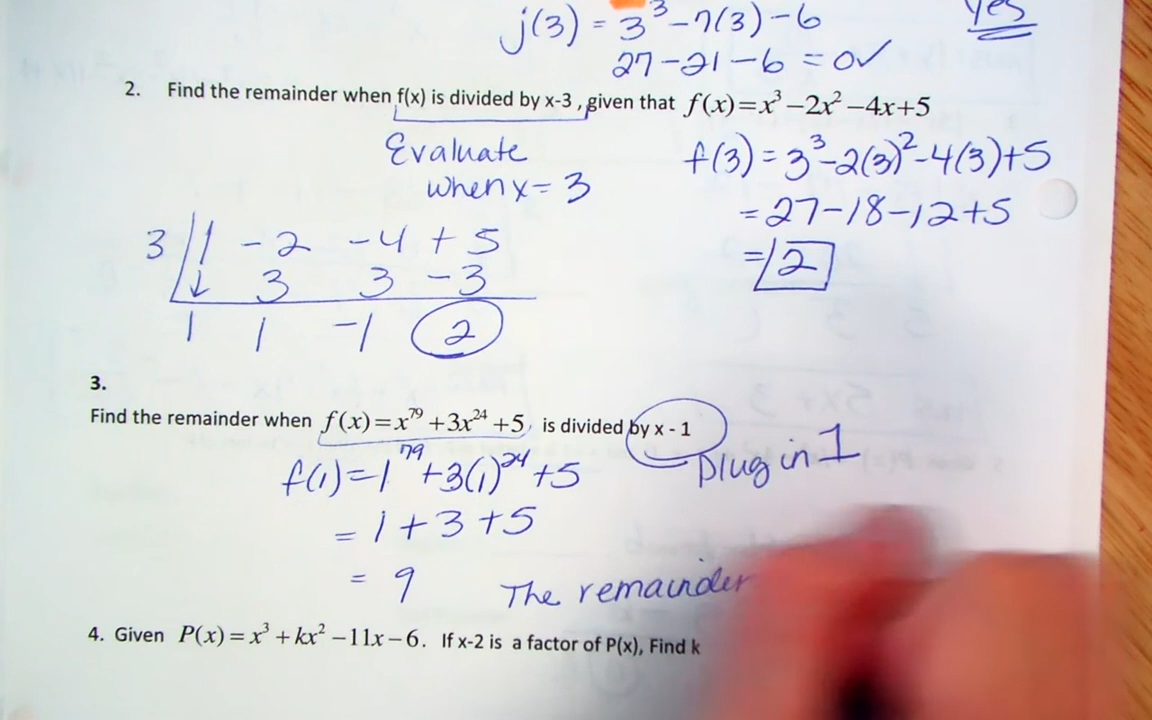 j(3) = 3³ - 7(3) - 6
Yes
27 - 21 - 6 = 0✓
2. Find the remainder when f(x) is divided by x-3 , given that f(x)=x³−2x²−4x+5
Evaluate
when x = 3
f(3) = 3³-2(3)²-4(3)+5
= 27-18-12+5
= 2
3 1 -2 -4 +5
↓ 3 3 -3
1 1 -1 2
3.
Find the remainder when f(x)=x⁷⁹+3x²⁴+5, is divided by x - 1
plug in 1
f(1)=1⁷⁹+3(1)²⁴+5
= 1+3+5
= 9 The remainder
4. Given P(x)=x³+kx²−11x−6. If x-2 is a factor of P(x), Find k